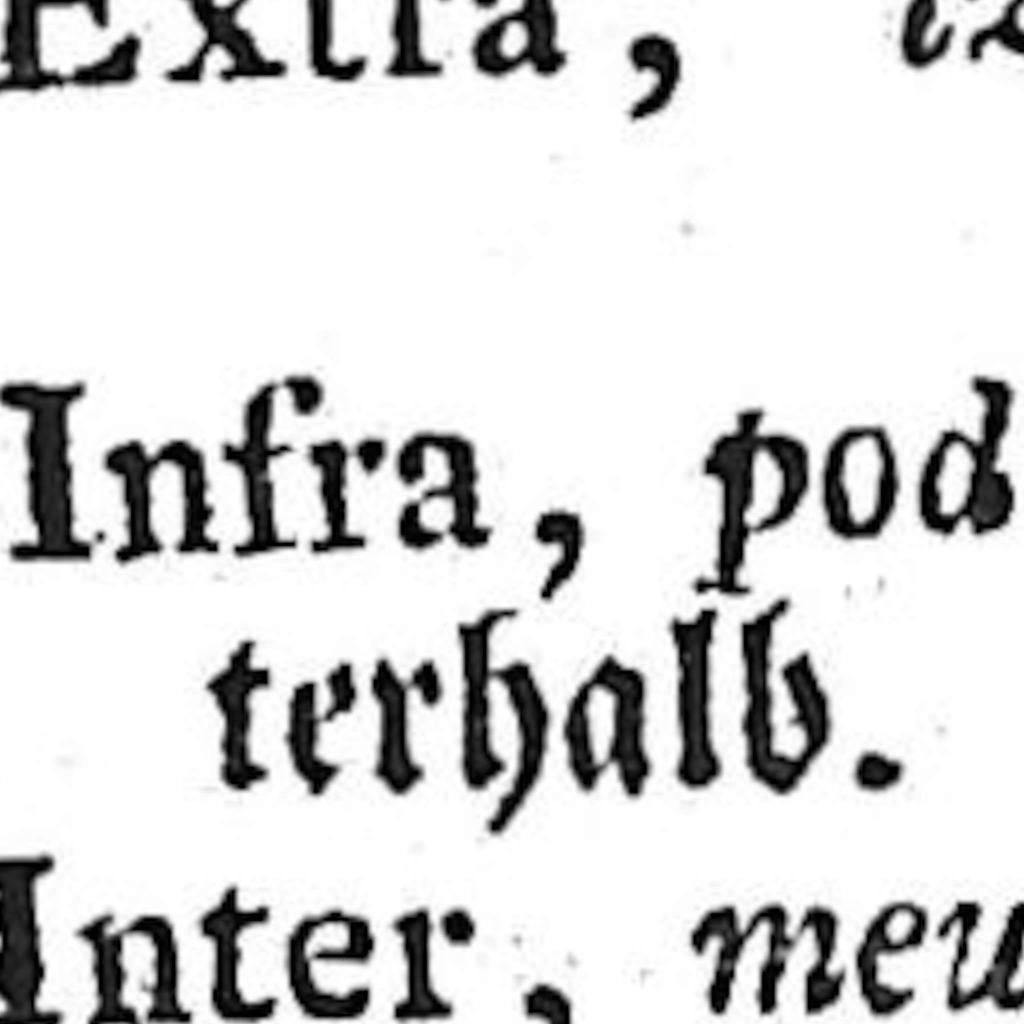 Extra,
Infra, pod
terhalb.
Inter,